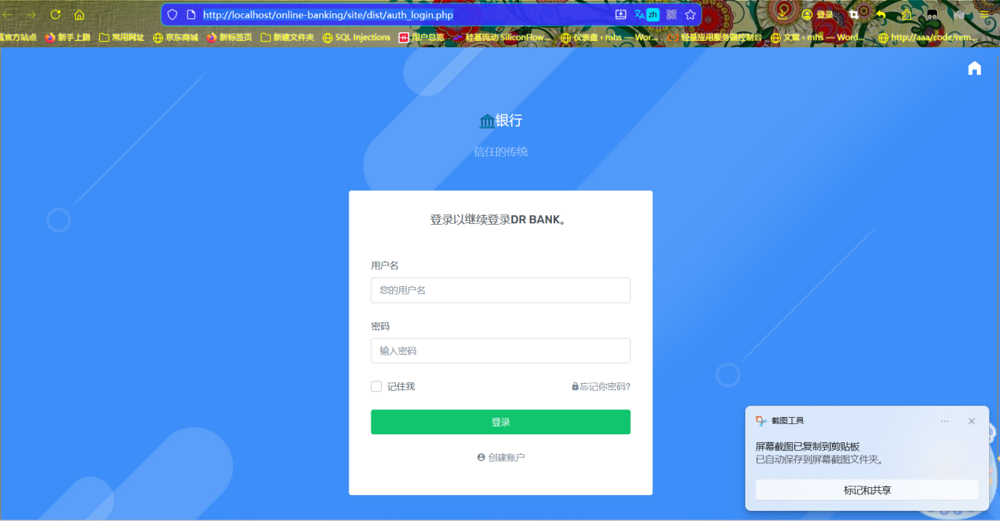 http://localhost/online-banking/site/dist/auth_login.php
zh
登录
狐官方站点 新手上路 常用网址 京东商城 新标签页 新建文件夹 SQL Injections 用户总览 硅基流动 SiliconFlow... 仪表盘 ‹ mhs — Wor... 轻量应用服务器控制台 文章 ‹ mhs — Word... http://aaa/code/rem...
银行
信任的传统
登录以继续登录DR BANK。
用户名
您的用户名
密码
输入密码
记住我 忘记你密码?
登录
创建账户
截图工具
屏幕截图已复制到剪贴板
已自动保存到屏幕截图文件夹。
标记和共享